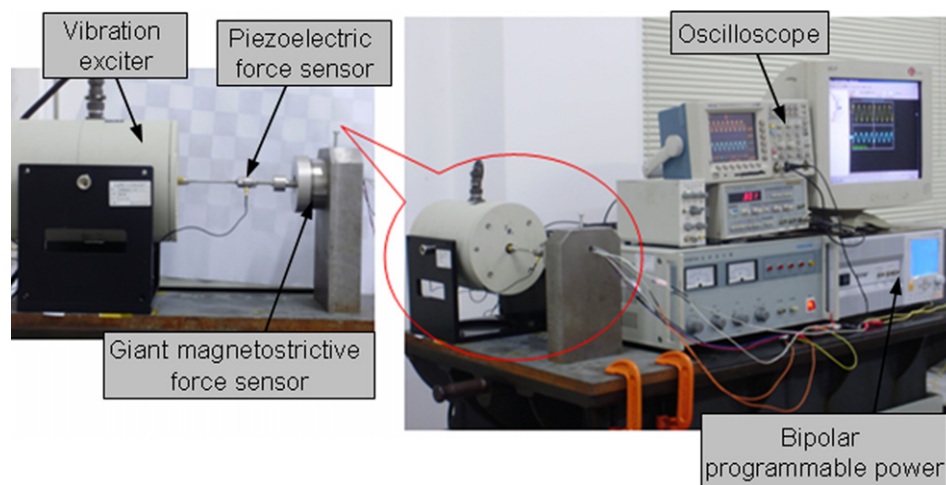 Vibration
exciter
Piezoelectric
force sensor
Oscilloscope
Giant magnetostrictive
force sensor
Bipolar
programmable power